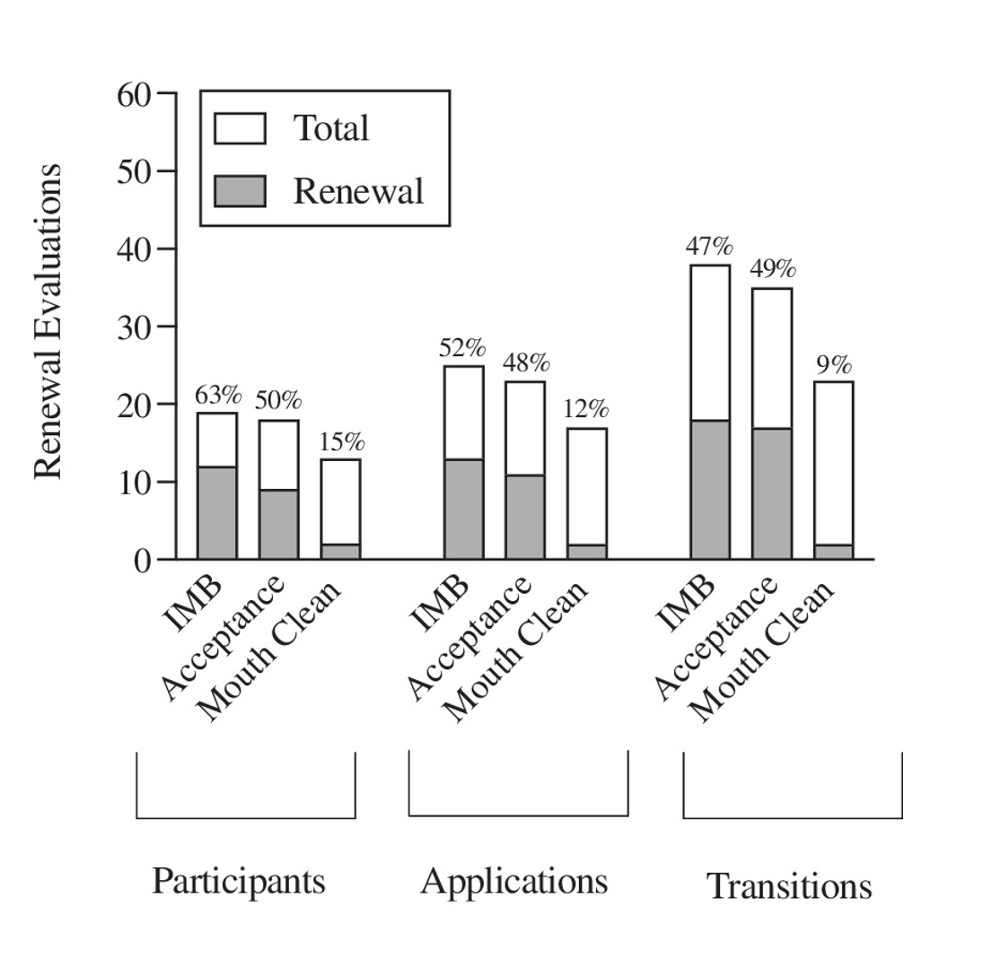 Renewal Evaluations
60
50
40
30
20
10
0
Total
Renewal
63%
50%
15%
52%
48%
12%
47%
49%
9%
IMB
Acceptance
Mouth Clean
IMB
Acceptance
Mouth Clean
IMB
Acceptance
Mouth Clean
Participants
Applications
Transitions